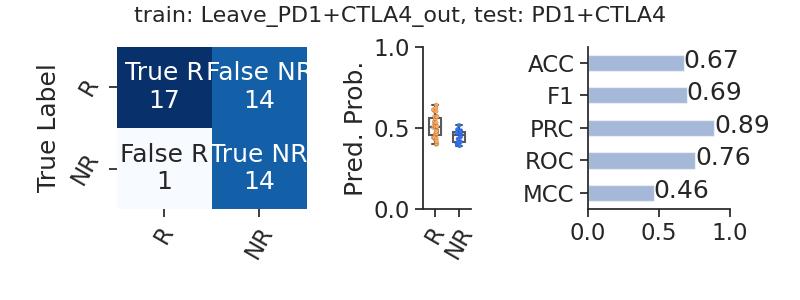 train: Leave_PD1+CTLA4_out, test: PD1+CTLA4
True Label
R
NR
True R
17
False NR
14
False R
1
True NR
14
R
NR
Pred. Prob.
1.0
0.5
0.0
R
NR
ACC
F1
PRC
ROC
MCC
0.67
0.69
0.89
0.76
0.46
0.0
0.5
1.0